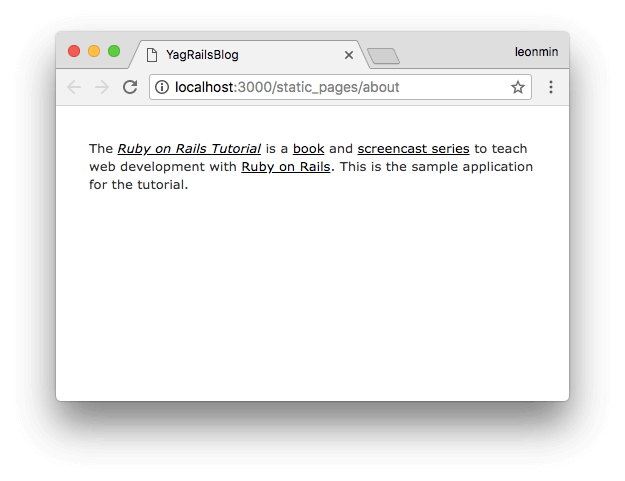 YagRailsBlog
leonmin
localhost:3000/static_pages/about
The Ruby on Rails Tutorial is a book and screencast series to teach
web development with Ruby on Rails. This is the sample application
for the tutorial.